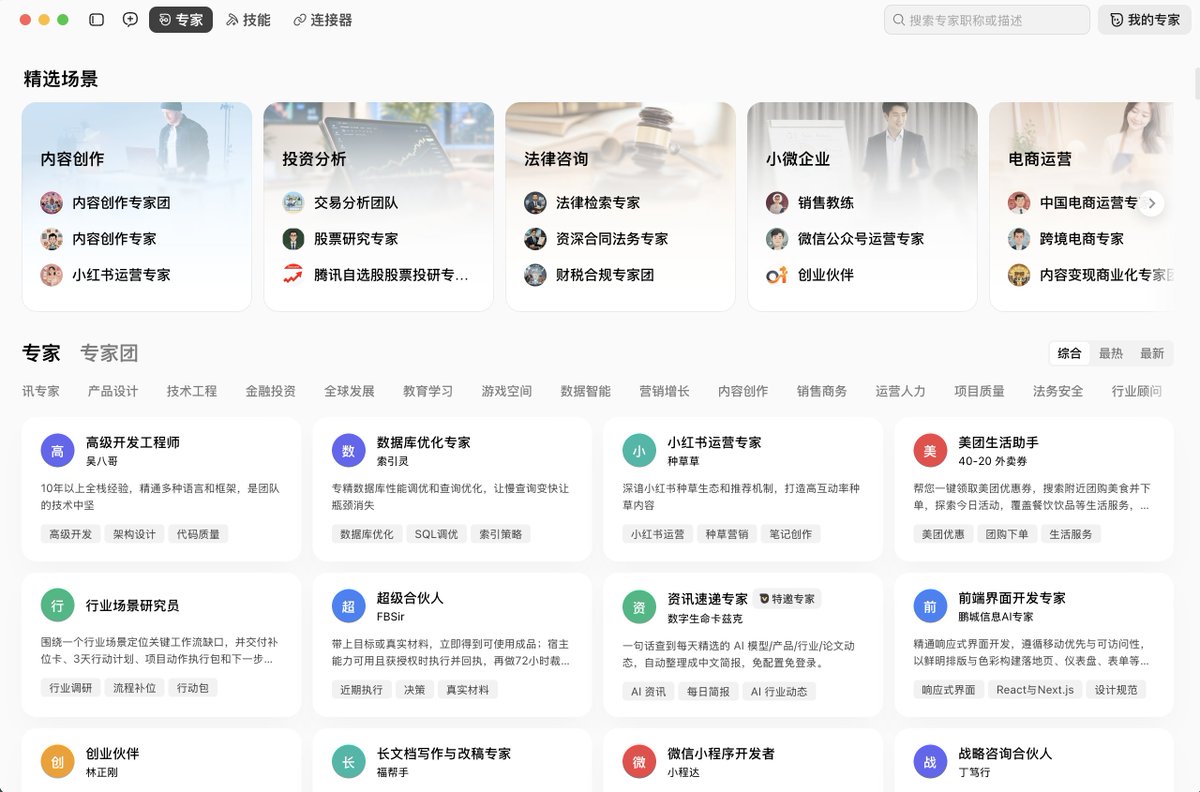 专家
技能
连接器
搜索专家职称或描述
我的专家
精选场景
内容创作
内容创作专家团
内容创作专家
小红书运营专家
投资分析
交易分析团队
股票研究专家
腾讯自选股股票投研专…
法律咨询
法律检索专家
资深合同法务专家
财税合规专家团
小微企业
销售教练
微信公众号运营专家
创业伙伴
电商运营
中国电商运营专
跨境电商专家
内容变现商业化专家
专家 专家团
综合 最热 最新
讯专家 产品设计 技术工程 金融投资 全球发展 教育学习 游戏空间 数据智能 营销增长 内容创作 销售商务 运营人力 项目质量 法务安全 行业顾问
高
高级开发工程师
吴八哥
10年以上全栈经验，精通多种语言和框架，是团队
的技术中坚
高级开发 架构设计 代码质量
数
数据库优化专家
索引灵
专精数据库性能调优和查询优化，让慢查询变快让
瓶颈消失
数据库优化 SQL调优 索引策略
小
小红书运营专家
种草草
深谙小红书种草生态和推荐机制，打造高互动率种
草内容
小红书运营 种草营销 笔记创作
美
美团生活助手
40-20 外卖券
帮您一键领取美团优惠券，搜索附近团购美食并下
单，探索今日活动，覆盖餐饮饮品等生活服务，...
美团优惠 团购下单 生活服务
行
行业场景研究员
围绕一个行业场景定位关键工作流缺口，并交付补
位卡、3天行动计划、项目动作执行包和下一步...
行业调研 流程补位 行动包
超
超级合伙人
FBSir
带上目标或真实材料，立即得到可使用成品；宿主
能力可用且获授权时执行并回执，再做72小时裁...
近期执行 决策 真实材料
资
资讯速递专家 特邀专家
数字生命卡兹克
一句话查到每天精选的 AI 模型/产品/行业/论文动
态，自动整理成中文简报，免配置免登录。
AI 资讯 每日简报 AI 行业动态
前
前端界面开发专家
鹏城信息AI专家
精通响应式界面开发，遵循移动优先与可访问性，
以鲜明排版与色彩构建落地页、仪表盘、表单等...
响应式界面 React与Next.js 设计规范
创
创业伙伴
林正刚
长
长文档写作与改稿专家
福帮手
微
微信小程序开发者
小程达
战
战略咨询合伙人
丁笃行